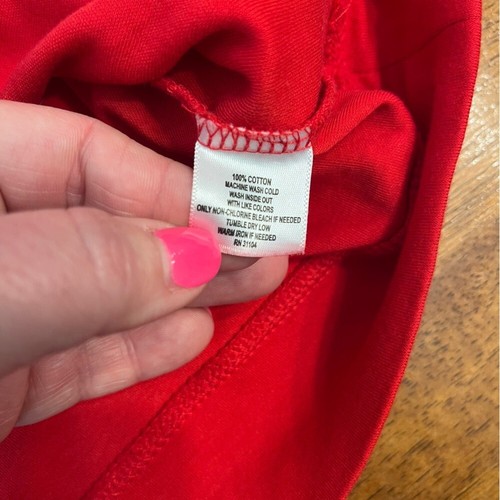 100% COTTON
MACHINE WASH COLD
WASH INSIDE OUT
WITH LIKE COLORS
ONLY NON-CHLORINE BLEACH IF NEEDED
TUMBLE DRY LOW
WARM IRON IF NEEDED
RN 31104